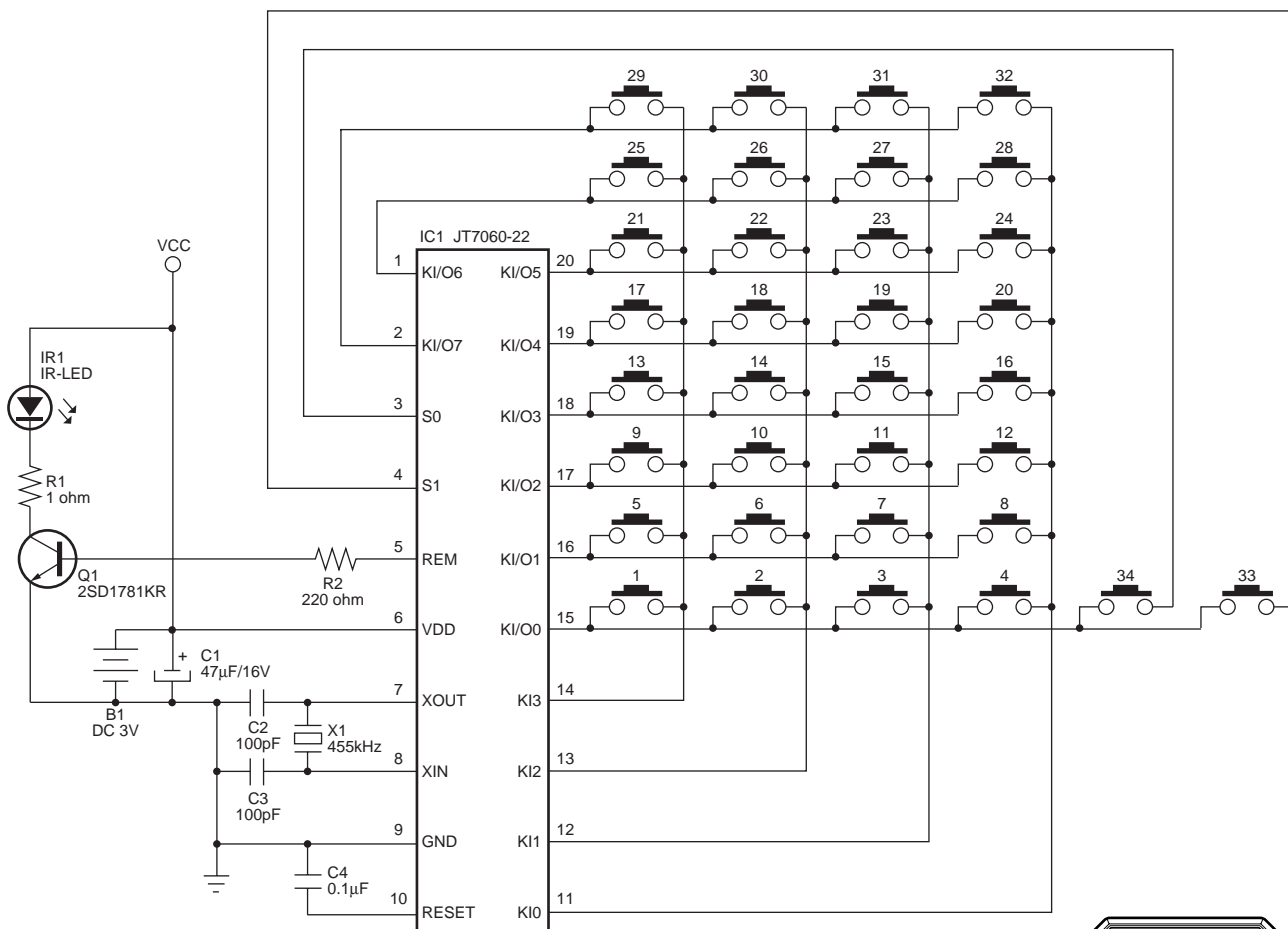 29 30 31 32
25 26 27 28
IC1 JT7060-22
21 22 23 24
VCC
1 KI/O6 KI/O5 20
17 18 19 20
2 KI/O7 KI/O4 19
IR1
IR-LED
13 14 15 16
3 S0 KI/O3 18
9 10 11 12
4 S1 KI/O2 17
R1
1 ohm
5 6 7 8
5 REM KI/O1 16
Q1
2SD1781KR
R2
220 ohm
1 2 3 4 34 33
6 VDD KI/O0 15
+ C1
47µF/16V
7 XOUT KI3 14
B1
DC 3V
C2
100pF
X1
455kHz
8 XIN KI2 13
C3
100pF
9 GND KI1 12
C4
0.1µF
10 RESET KI0 11